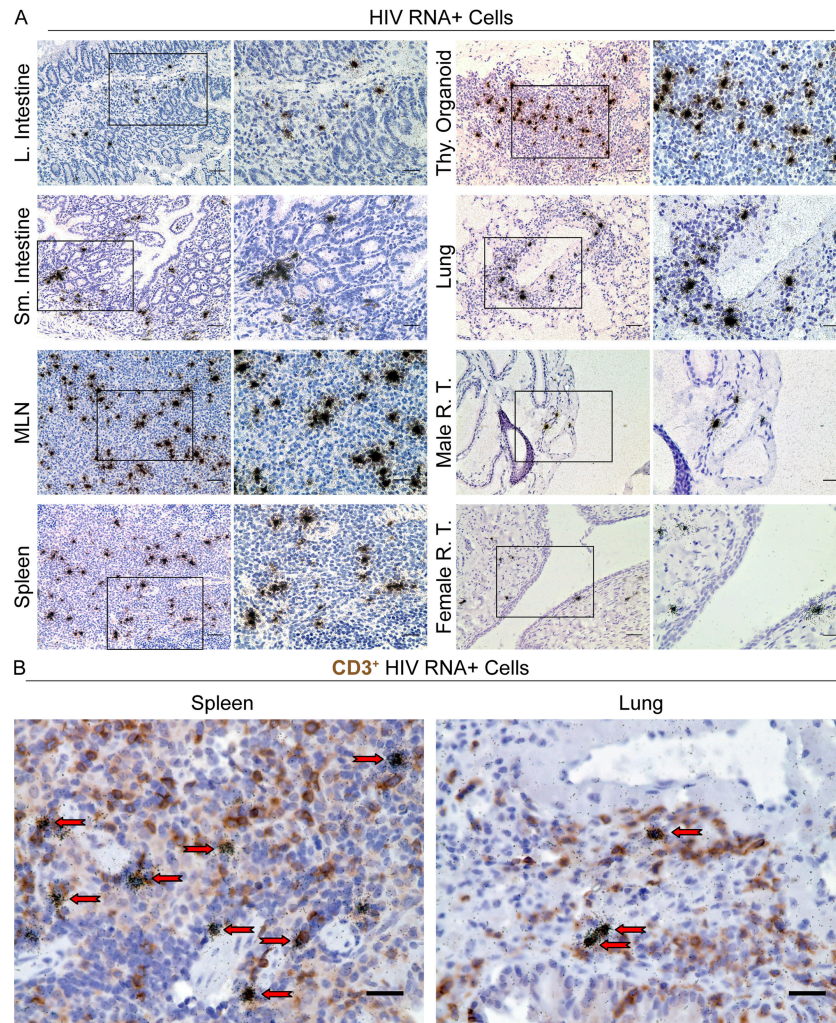 A
HIV RNA+ Cells
L. Intestine
Thy. Organoid
Sm. Intestine
Lung
MLN
Male R. T.
Spleen
Female R. T.
B
CD3⁺ HIV RNA+ Cells
Spleen
Lung